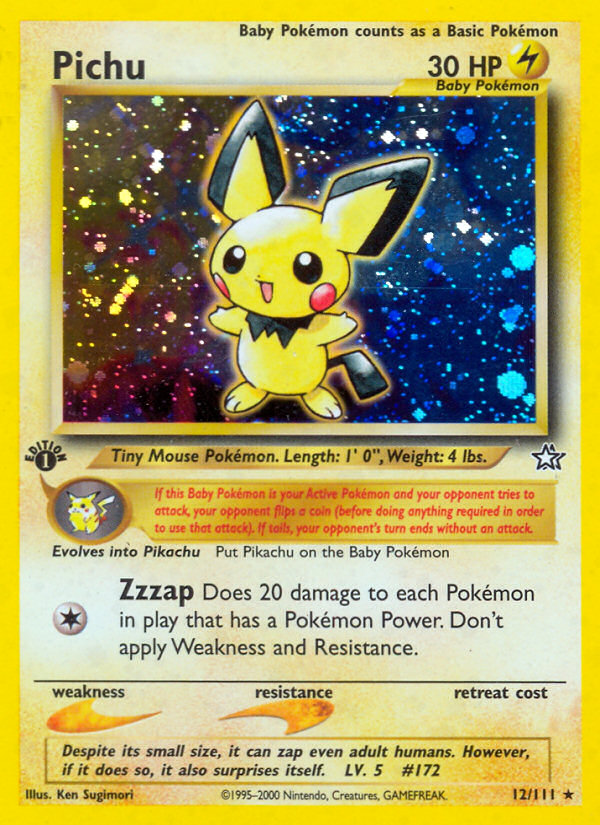 Baby Pokémon counts as a Basic Pokémon
Pichu
30 HP
Baby Pokémon
EDITION
1
Tiny Mouse Pokémon. Length: 1' 0", Weight: 4 lbs.
If this Baby Pokémon is your Active Pokémon and your opponent tries to
attack, your opponent flips a coin (before doing anything required in order
to use that attack). If tails, your opponent's turn ends without an attack.
Evolves into Pikachu Put Pikachu on the Baby Pokémon
Zzzap Does 20 damage to each Pokémon
in play that has a Pokémon Power. Don't
apply Weakness and Resistance.
weakness resistance retreat cost
Despite its small size, it can zap even adult humans. However,
if it does so, it also surprises itself. LV. 5 #172
Illus. Ken Sugimori ©1995-2000 Nintendo, Creatures, GAMEFREAK. 12/111 ★